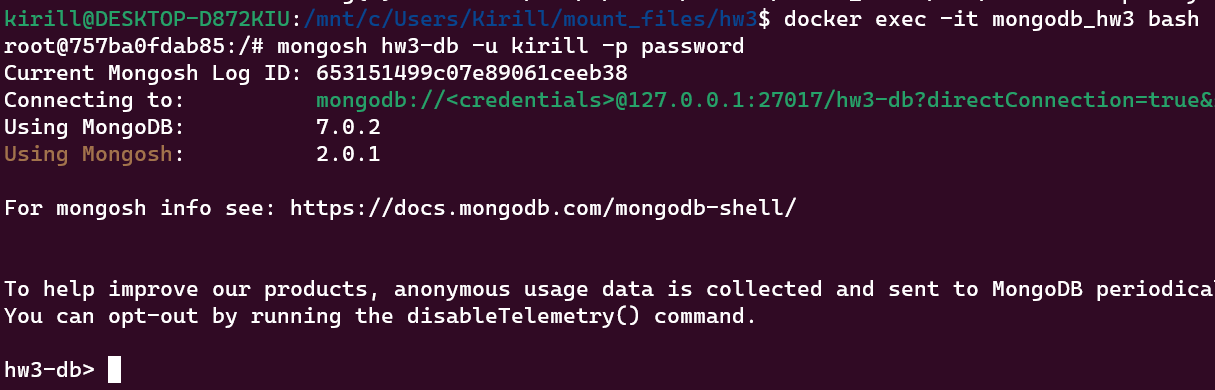 kirill@DESKTOP-D872KIU:/mnt/c/Users/Kirill/mount_files/hw3$ docker exec -it mongodb_hw3 bash
root@757ba0fdab85:/# mongosh hw3-db -u kirill -p password
Current Mongosh Log ID: 653151499c07e89061ceeb38
Connecting to: mongodb://<credentials>@127.0.0.1:27017/hw3-db?directConnection=true&
Using MongoDB: 7.0.2
Using Mongosh: 2.0.1
For mongosh info see: https://docs.mongodb.com/mongodb-shell/
To help improve our products, anonymous usage data is collected and sent to MongoDB periodical
You can opt-out by running the disableTelemetry() command.
hw3-db>